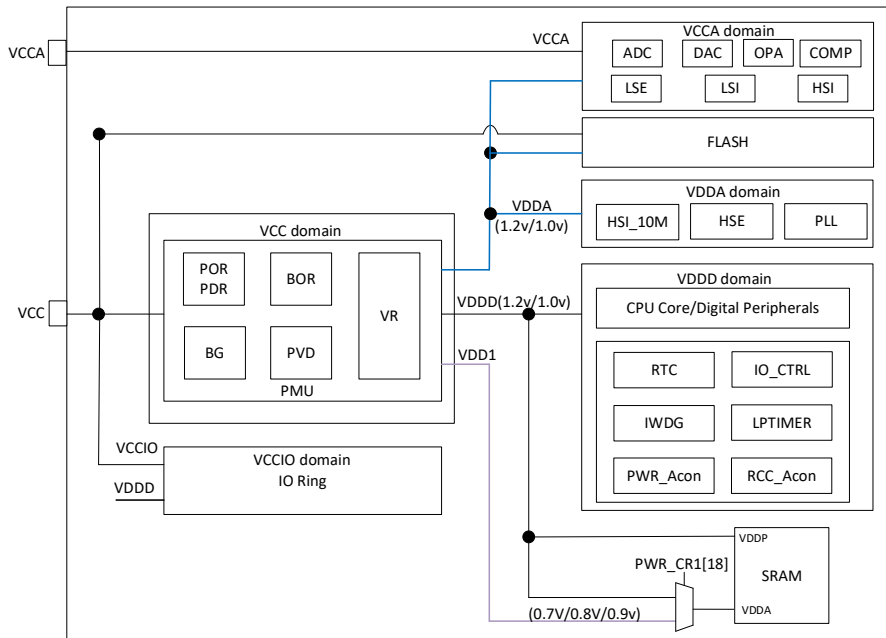 VCCA
VCCA
VCCA domain
ADC
DAC
OPA
COMP
LSE
LSI
HSI
FLASH
VDDA domain
VDDA
(1.2v/1.0v)
HSI_10M
HSE
PLL
VCC domain
POR
PDR
BOR
VR
BG
PVD
PMU
VCC
VDDD(1.2v/1.0v)
VDD1
VDDD domain
CPU Core/Digital Peripherals
RTC
IO_CTRL
IWDG
LPTIMER
PWR_Acon
RCC_Acon
VCCIO
VDDD
VCCIO domain
IO Ring
PWR_CR1[18]
(0.7V/0.8V/0.9v)
VDDP
SRAM
VDDA